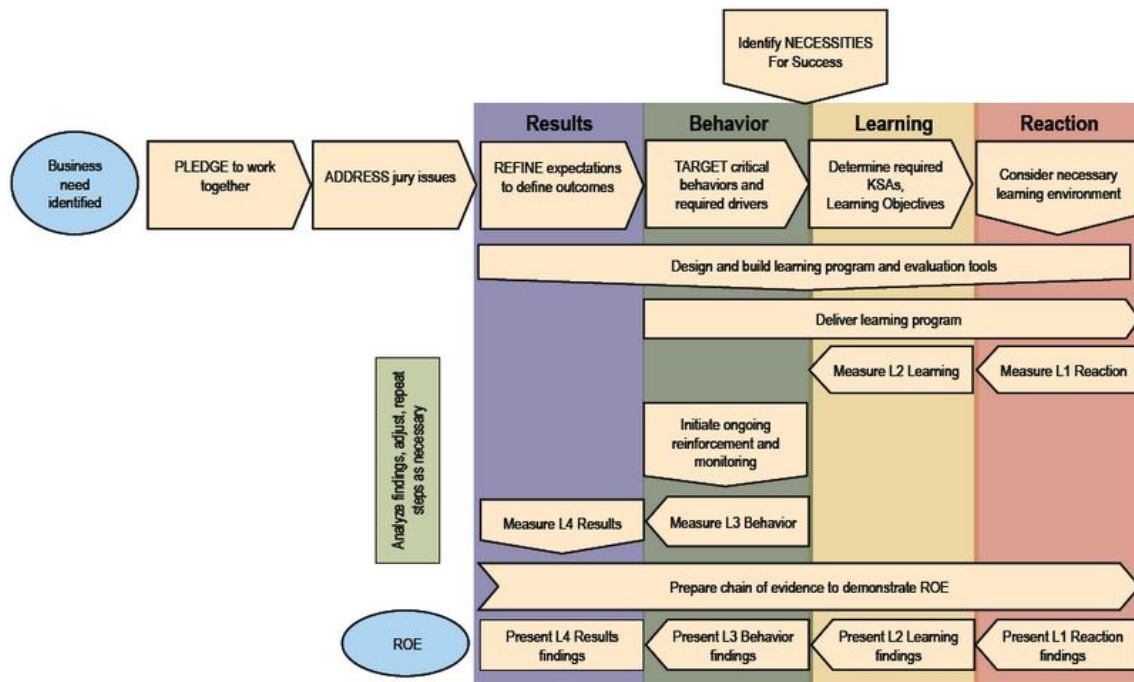 Identify NECESSITIES
For Success
Results
Behavior
Learning
Reaction
Business
need
identified
PLEDGE to work
together
ADDRESS jury issues
REFINE expectations
to define outcomes
TARGET critical
behaviors and
required drivers
Determine required
KSAs,
Learning Objectives
Consider necessary
learning environment
Design and build learning program and evaluation tools
Deliver learning program
Measure L2 Learning
Measure L1 Reaction
Analyze findings, adjust, repeat
steps as necessary
Initiate ongoing
reinforcement and
monitoring
Measure L4 Results
Measure L3 Behavior
Prepare chain of evidence to demonstrate ROE
ROE
Present L4 Results
findings
Present L3 Behavior
findings
Present L2 Learning
findings
Present L1 Reaction
findings